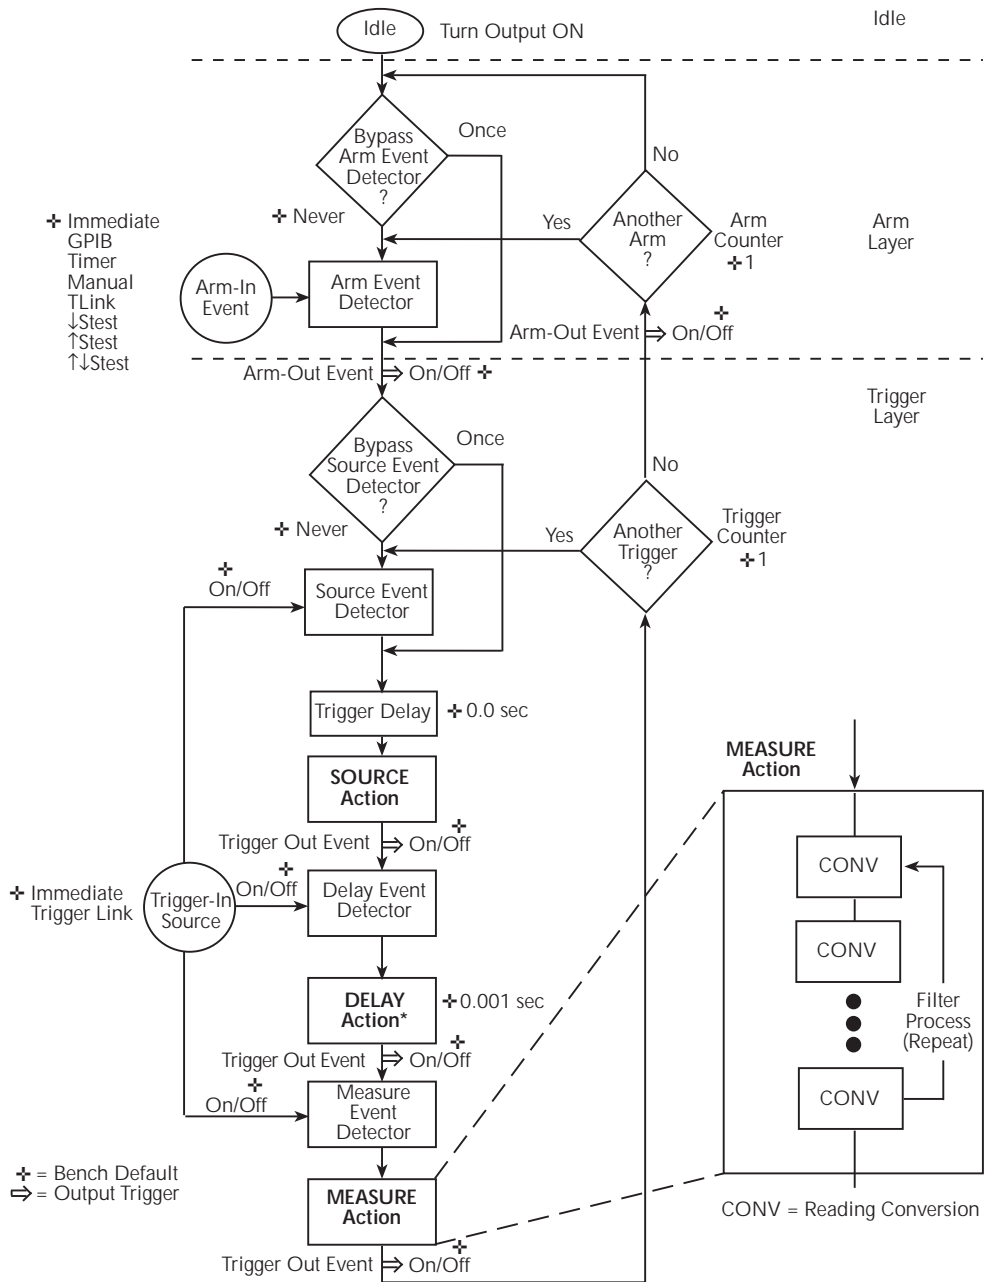 Idle
Turn Output ON
Idle
Bypass
Arm Event
Detector
?
Once
No
✛ Never
Yes
Another
Arm
?
Arm
Counter
✛ 1
Arm
Layer
✛ Immediate
GPIB
Timer
Manual
TLink
↓Stest
↑Stest
↑↓Stest
Arm-In
Event
Arm Event
Detector
✛
Arm-Out Event ⇒ On/Off
Arm-Out Event ⇒ On/Off ✛
Trigger
Layer
Bypass
Source Event
Detector
?
Once
No
✛ Never
Yes
Another
Trigger
?
Trigger
Counter
✛ 1
✛
On/Off
Source Event
Detector
Trigger Delay
✛ 0.0 sec
SOURCE
Action
✛
Trigger Out Event ⇒ On/Off
✛ Immediate
Trigger Link
Trigger-In
Source
✛
On/Off
Delay Event
Detector
DELAY
Action*
✛ 0.001 sec
✛
Trigger Out Event ⇒ On/Off
✛
On/Off
Measure
Event
Detector
MEASURE
Action
✛
Trigger Out Event ⇒ On/Off
✛ = Bench Default
⇒ = Output Trigger
MEASURE
Action
CONV
CONV
Filter
Process
(Repeat)
CONV
CONV = Reading Conversion